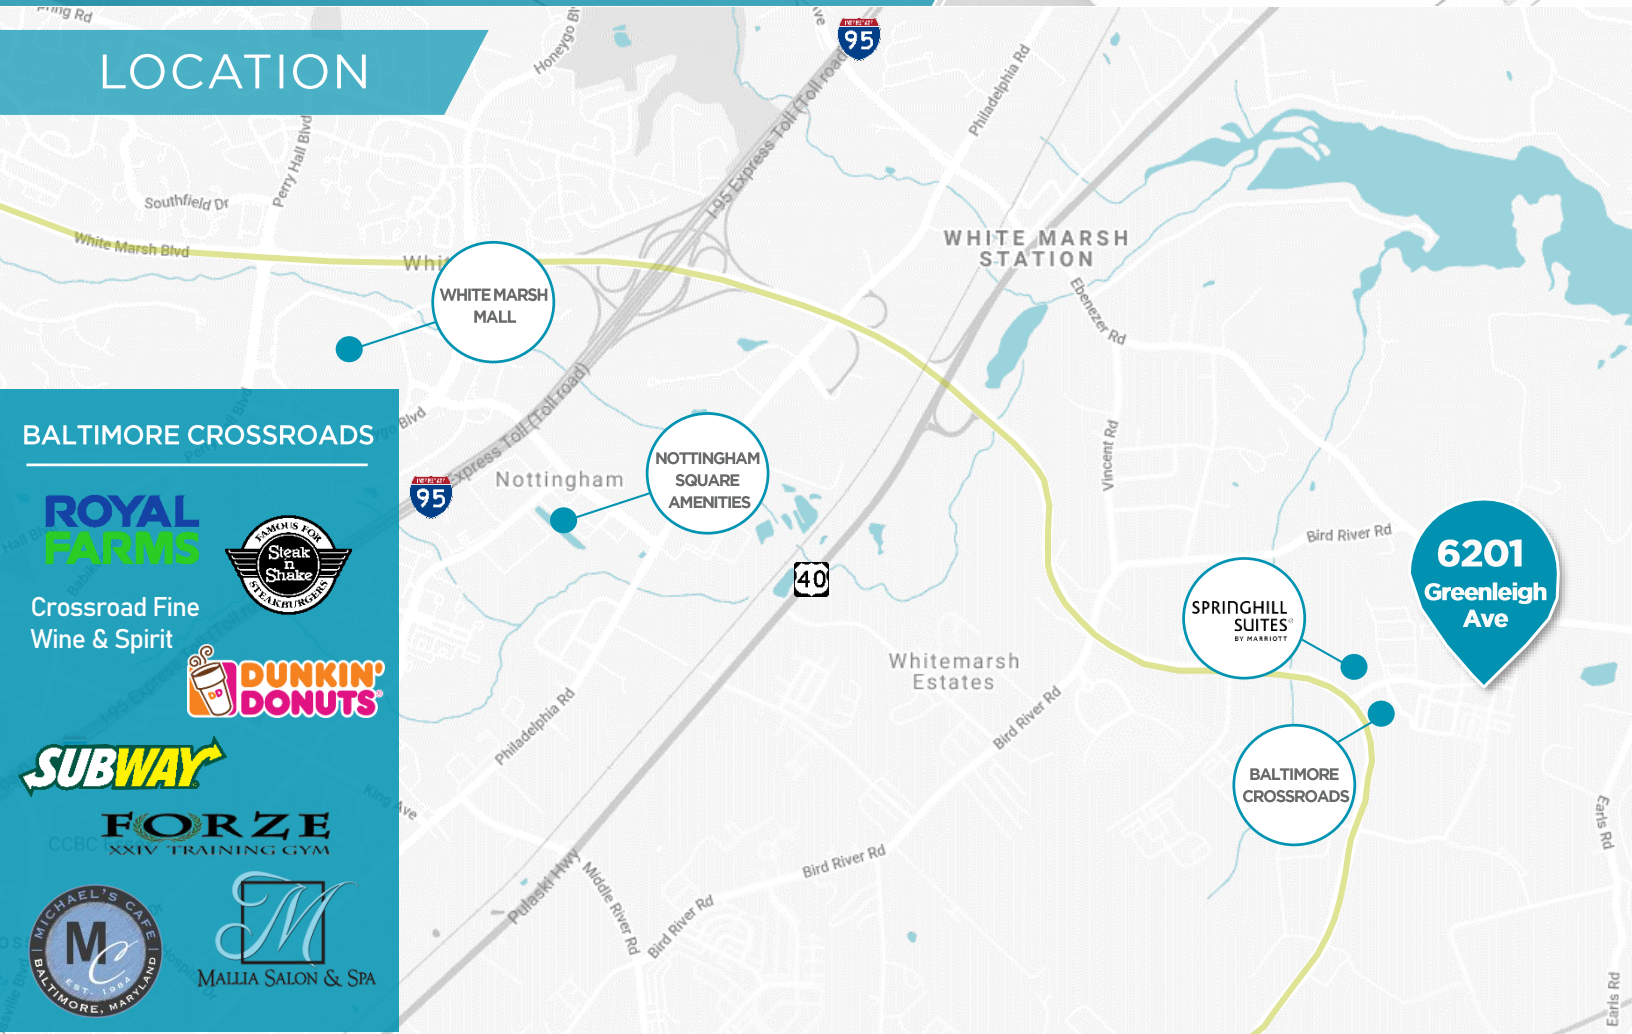 LOCATION
Honeygo Bl
Perry Hall Blvd
Southfield Dr
White Marsh Blvd
Whi
WHITE MARSH
MALL
I-95 Express Toll (Toll road)
INTERSTATE
95
Philadelphia Rd
WHITE MARSH
STATION
Ebenezer Rd
Vincent Rd
Bird River Rd
Express Toll (Toll road)
INTERSTATE
95
Nottingham
NOTTINGHAM
SQUARE
AMENITIES
40
Whitemarsh
Estates
SPRINGHILL
SUITES®
BY MARRIOTT
6201
Greenleigh
Ave
BALTIMORE
CROSSROADS
Philadelphia Rd
Bird River Rd
Bird River Rd
Bird River Rd
Pulaski Hwy
Middle River Rd
King Ave
Earls Rd
Earls Rd
BALTIMORE CROSSROADS
ROYAL
FARMS
FAMOUS FOR
Steak
n
Shake
STEAKBURGERS
Crossroad Fine
Wine & Spirit
DD
DUNKIN'
DONUTS®
SUBWAY
FORZE
XXIV TRAINING GYM
MICHAEL'S CAFE
MC
EST. 1984
BALTIMORE, MARYLAND
M
MALLIA SALON & SPA